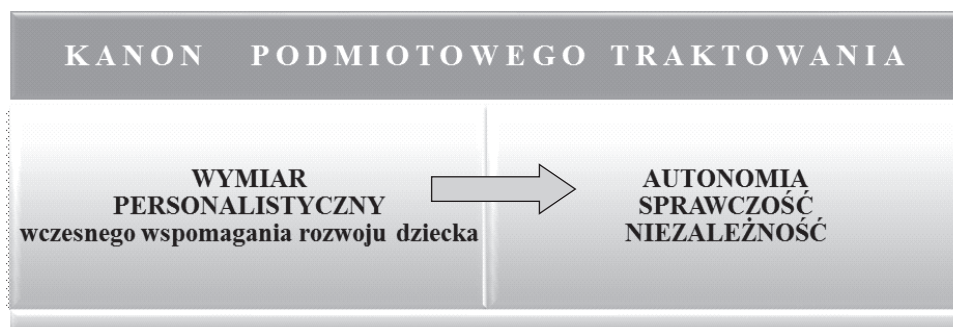 KANON PODMIOTOWEGO TRAKTOWANIA
WYMIAR
PERSONALISTYCZNY
wczesnego wspomagania rozwoju dziecka
AUTONOMIA
SPRAWCZOŚĆ
NIEZALEŻNOŚĆ